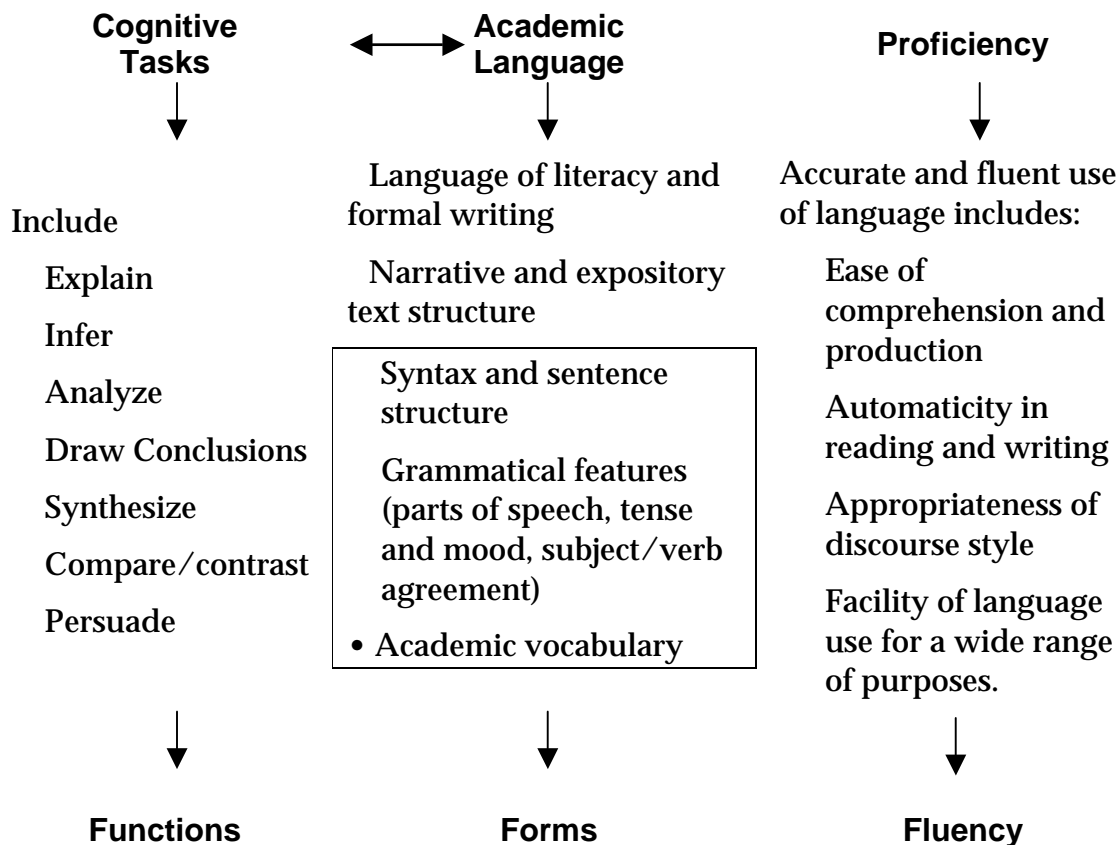 Cognitive
Tasks
Academic
Language
Proficiency
Include
Explain
Infer
Analyze
Draw Conclusions
Synthesize
Compare/contrast
Persuade
Language of literacy and
formal writing
Narrative and expository
text structure
Syntax and sentence
structure
Grammatical features
(parts of speech, tense
and mood, subject/verb
agreement)
• Academic vocabulary
Accurate and fluent use
of language includes:
Ease of
comprehension and
production
Automaticity in
reading and writing
Appropriateness of
discourse style
Facility of language
use for a wide range
of purposes.
Functions
Forms
Fluency